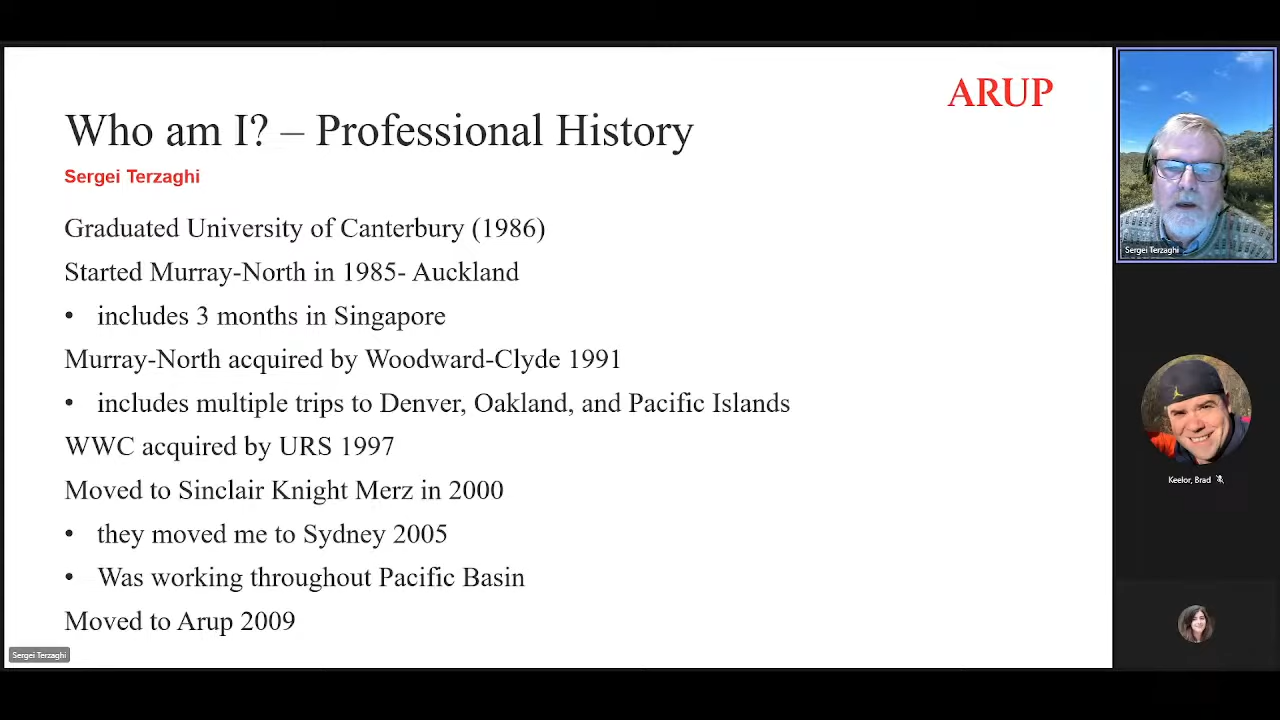 ARUP
Who am I? – Professional History
Sergei Terzaghi
Graduated University of Canterbury (1986)
Started Murray-North in 1985- Auckland
• includes 3 months in Singapore
Murray-North acquired by Woodward-Clyde 1991
• includes multiple trips to Denver, Oakland, and Pacific Islands
WWC acquired by URS 1997
Moved to Sinclair Knight Merz in 2000
• they moved me to Sydney 2005
• Was working throughout Pacific Basin
Moved to Arup 2009
Sergei Terzaghi
Sergei Terzaghi
Keelor, Brad